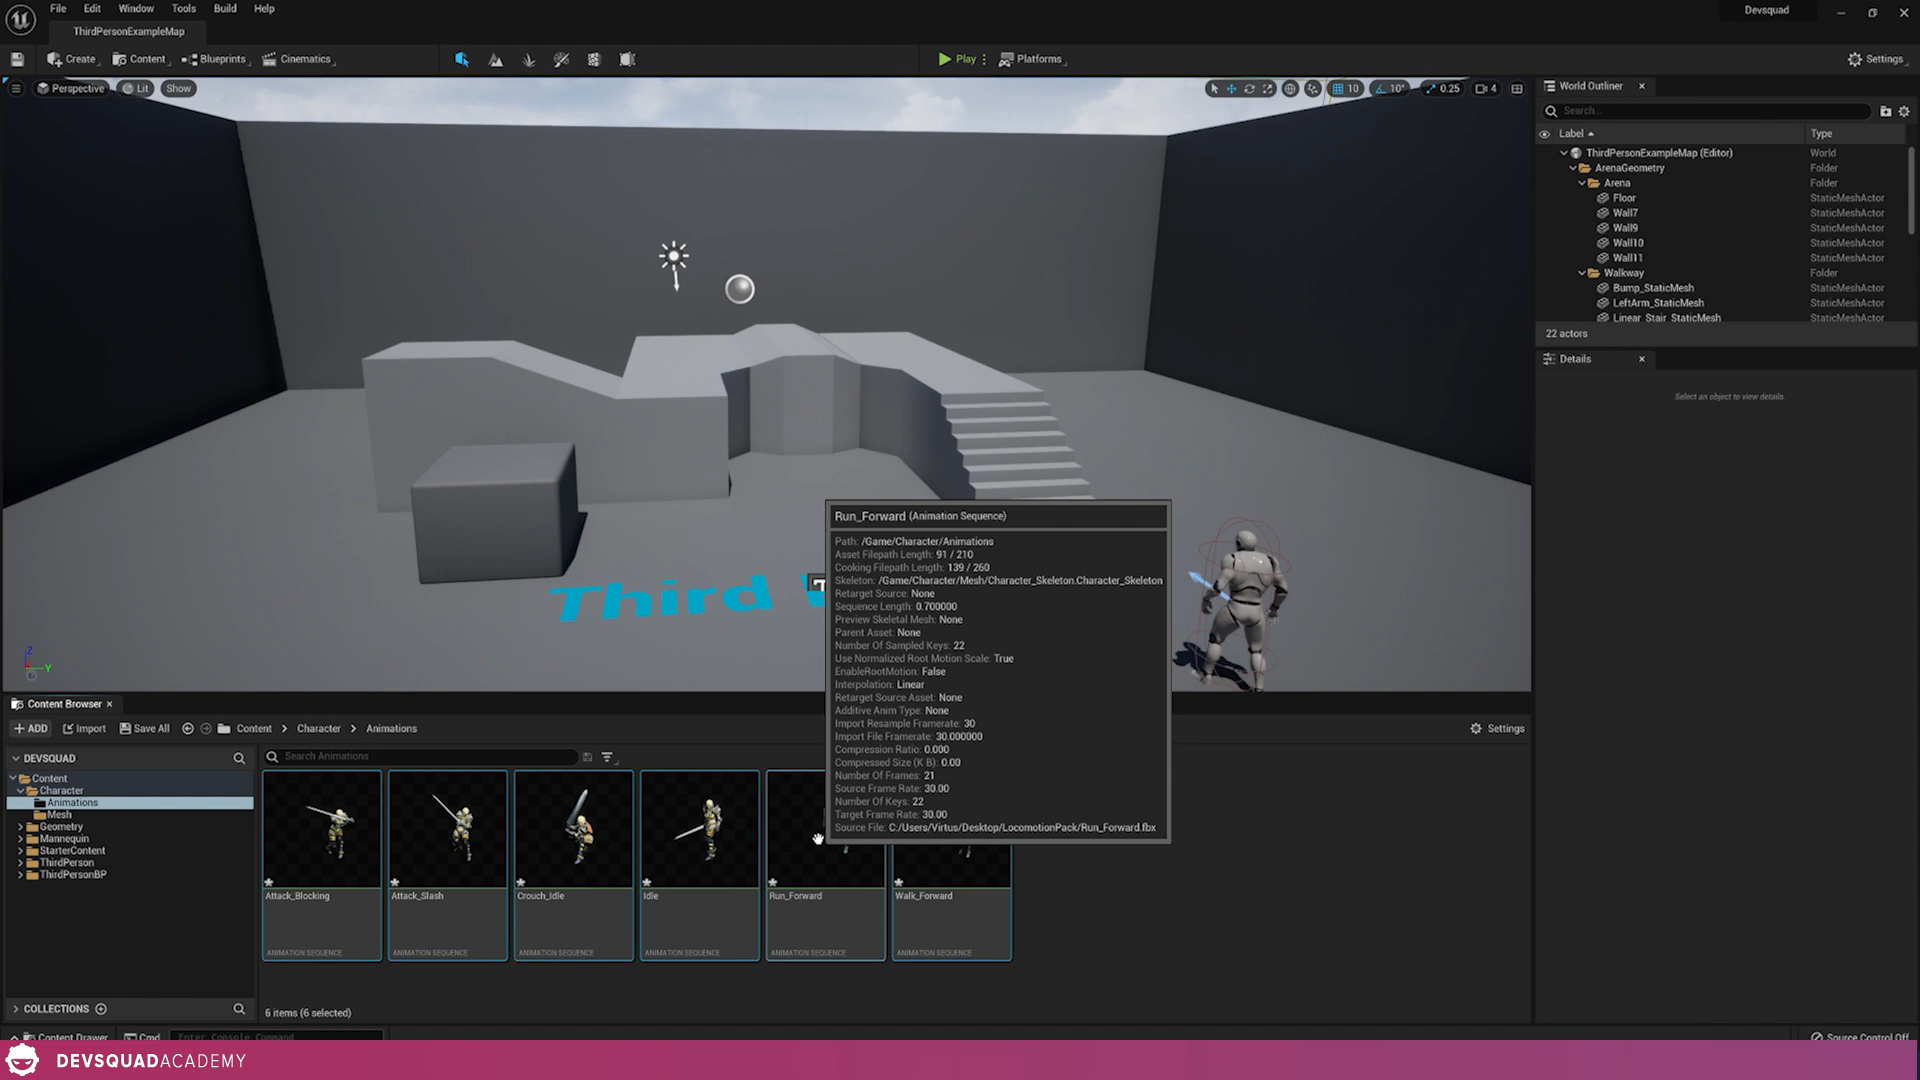 File Edit Window Tools Build Help
Devsquad
ThirdPersonExampleMap
Create Content Blueprints Cinematics
Play Platforms
Settings
Perspective Lit Show
10 10° 0.25 4
World Outliner
Search...
Label Type
ThirdPersonExampleMap (Editor) World
ArenaGeometry Folder
Arena Folder
Floor StaticMeshActor
Wall7 StaticMeshActor
Wall9 StaticMeshActor
Wall10 StaticMeshActor
Wall11 StaticMeshActor
Walkway Folder
Bump_StaticMesh StaticMeshActor
LeftArm_StaticMesh StaticMeshActor
Linear_Stair_StaticMesh StaticMeshActor
22 actors
Details
Select an object to view details.
Third
Z
Y
Run_Forward (Animation Sequence)
Path: /Game/Character/Animations
Asset Filepath Length: 91 / 210
Cooking Filepath Length: 139 / 260
Skeleton: /Game/Character/Mesh/Character_Skeleton.Character_Skeleton
Retarget Source: None
Sequence Length: 0.700000
Preview Skeletal Mesh: None
Parent Asset: None
Number Of Sampled Keys: 22
Use Normalized Root Motion Scale: True
EnableRootMotion: False
Interpolation: Linear
Retarget Source Asset: None
Additive Anim Type: None
Import Resample Framerate: 30
Import File Framerate: 30.000000
Compression Ratio: 0.000
Compressed Size (K B): 0.00
Number Of Frames: 21
Source Frame Rate: 30.00
Number Of Keys: 22
Target Frame Rate: 30.00
Source File: C:/Users/Virtus/Desktop/LocomotionPack/Run_Forward.fbx
Content Browser
ADD Import Save All Content Character Animations
Settings
DEVSQUAD
Content
Character
Animations
Mesh
Geometry
Mannequin
StarterContent
ThirdPerson
ThirdPersonBP
COLLECTIONS
Search Animations
Attack_Blocking Attack_Slash Crouch_Idle Idle Run_Forward Walk_Forward
ANIMATION SEQUENCE ANIMATION SEQUENCE ANIMATION SEQUENCE ANIMATION SEQUENCE ANIMATION SEQUENCE ANIMATION SEQUENCE
6 items (6 selected)
Content Drawer Cmd Enter Console Command
Source Control Off
DEVSQUADACADEMY